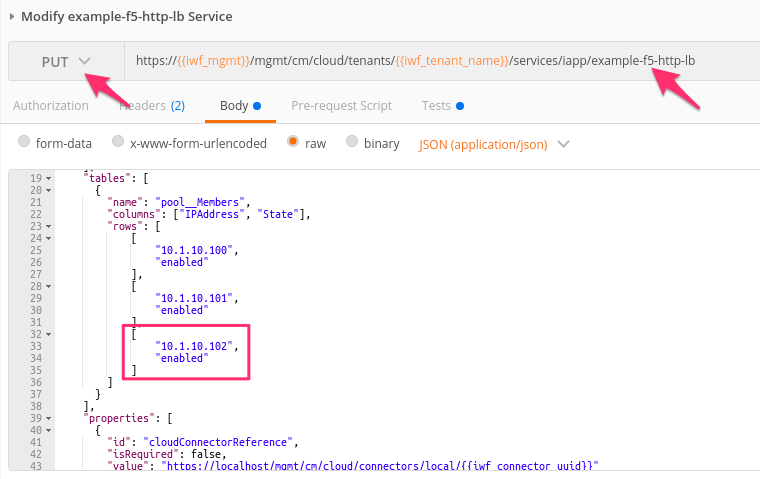 Modify example-f5-http-lb Service
PUT https://{{iwf_mgmt}}/mgmt/cm/cloud/tenants/{{iwf_tenant_name}}/services/iapp/example-f5-http-lb
Authorization Headers (2) Body Pre-request Script Tests
form-data x-www-form-urlencoded raw binary JSON (application/json)
19 "tables": [
20 {
21 "name": "pool__Members",
22 "columns": ["IPAddress", "State"],
23 "rows": [
24 [
25 "10.1.10.100",
26 "enabled"
27 ],
28 [
29 "10.1.10.101",
30 "enabled"
31 ],
32 [
33 "10.1.10.102",
34 "enabled"
35 ]
36 ]
37 }
38 ],
39 "properties": [
40 {
41 "id": "cloudConnectorReference",
42 "isRequired": false,
43 "value": "https://localhost/mgmt/cm/cloud/connectors/local/{{iwf_connector_uuid}}"